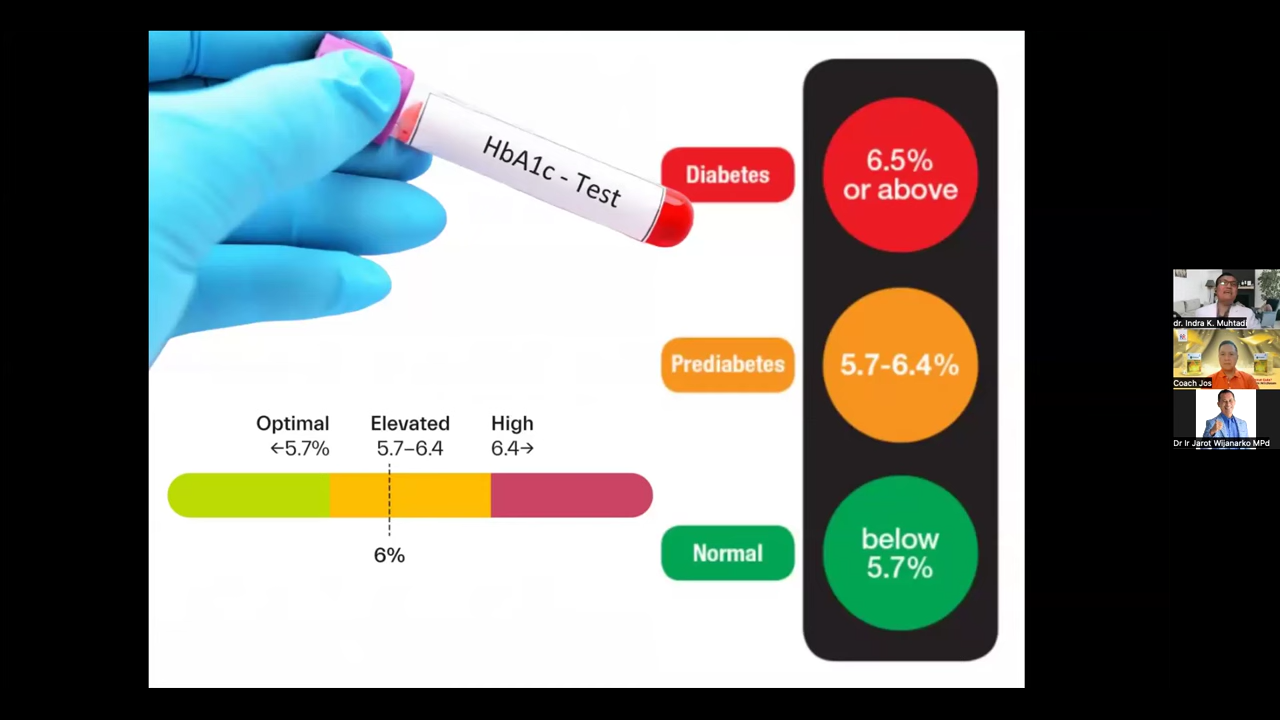 HbA1c - Test
Diabetes
6.5%
or above
Prediabetes
5.7-6.4%
Normal
below
5.7%
Optimal
←5.7%
Elevated
5.7–6.4
High
6.4→
6%
dr. Indra K. Muhtadi
Coach Jos
Dr Ir Jarot Wijanarko MPd